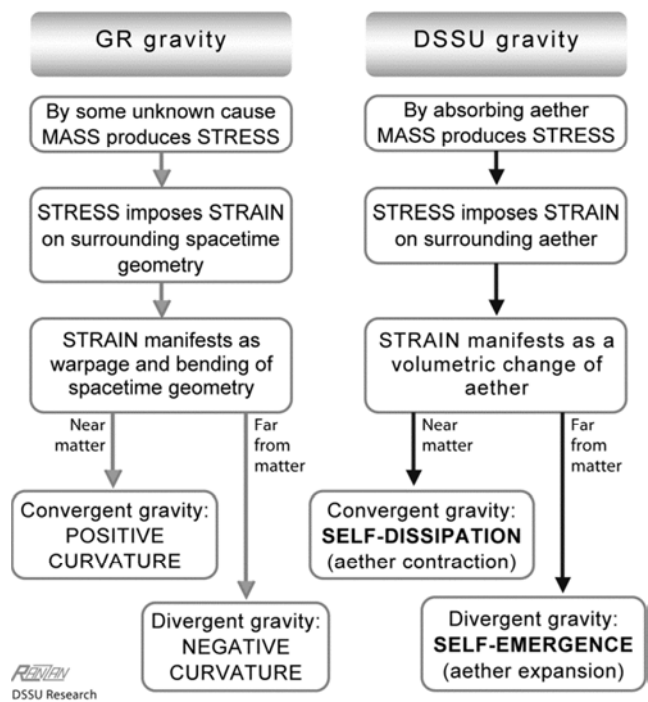 GR gravity
By some unknown cause
MASS produces STRESS
STRESS imposes STRAIN
on surrounding spacetime
geometry
STRAIN manifests as
warpage and bending of
spacetime geometry
Near
matter
Far
from
matter
Convergent gravity:
POSITIVE
CURVATURE
Divergent gravity:
NEGATIVE
CURVATURE
DSSU gravity
By absorbing aether
MASS produces STRESS
STRESS imposes STRAIN
on surrounding aether
STRAIN manifests as a
volumetric change of
aether
Near
matter
Far
from
matter
Convergent gravity:
SELF-DISSIPATION
(aether contraction)
Divergent gravity:
SELF-EMERGENCE
(aether expansion)
RANZAN
DSSU Research